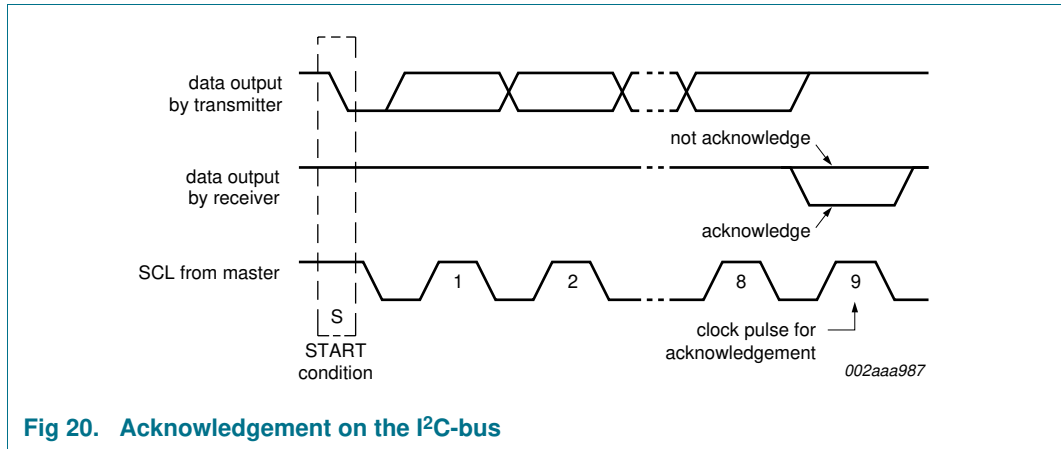 data output
by transmitter
not acknowledge
data output
by receiver
acknowledge
SCL from master
1
2
8
9
S
START
condition
clock pulse for
acknowledgement
002aaa987
Fig 20. Acknowledgement on the I²C-bus